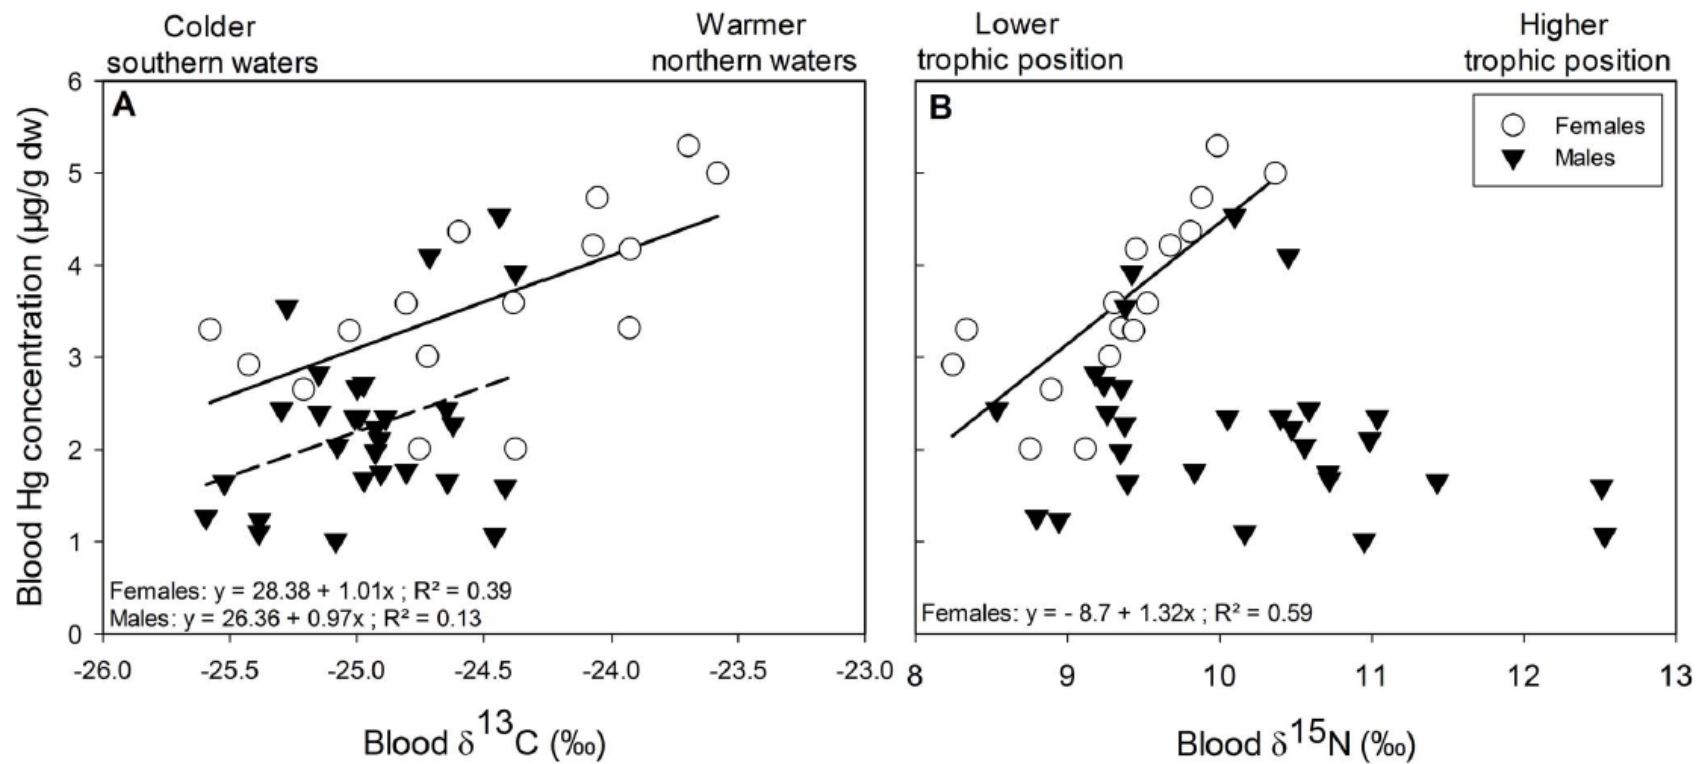 Colder
southern waters
Warmer
northern waters
Lower
trophic position
Higher
trophic position
A
B
Females
Males
Blood Hg concentration (µg/g dw)
6
5
4
3
2
1
0
Females: y = 28.38 + 1.01x ; R² = 0.39
Males: y = 26.36 + 0.97x ; R² = 0.13
Females: y = - 8.7 + 1.32x ; R² = 0.59
-26.0 -25.5 -25.0 -24.5 -24.0 -23.5 -23.0
8 9 10 11 12 13
Blood δ¹³C (‰)
Blood δ¹⁵N (‰)